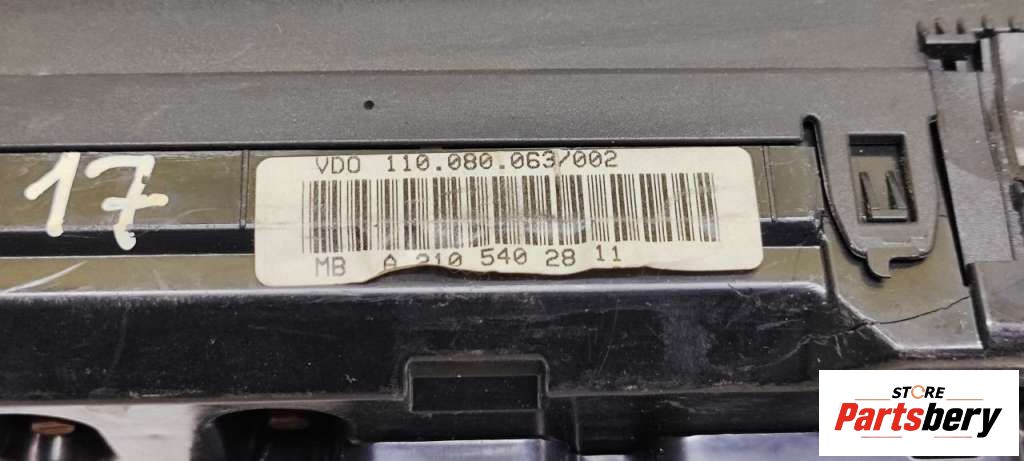 17
VDO 110.080.063/002
MB A 210 540 28 11
STORE
Partsbery